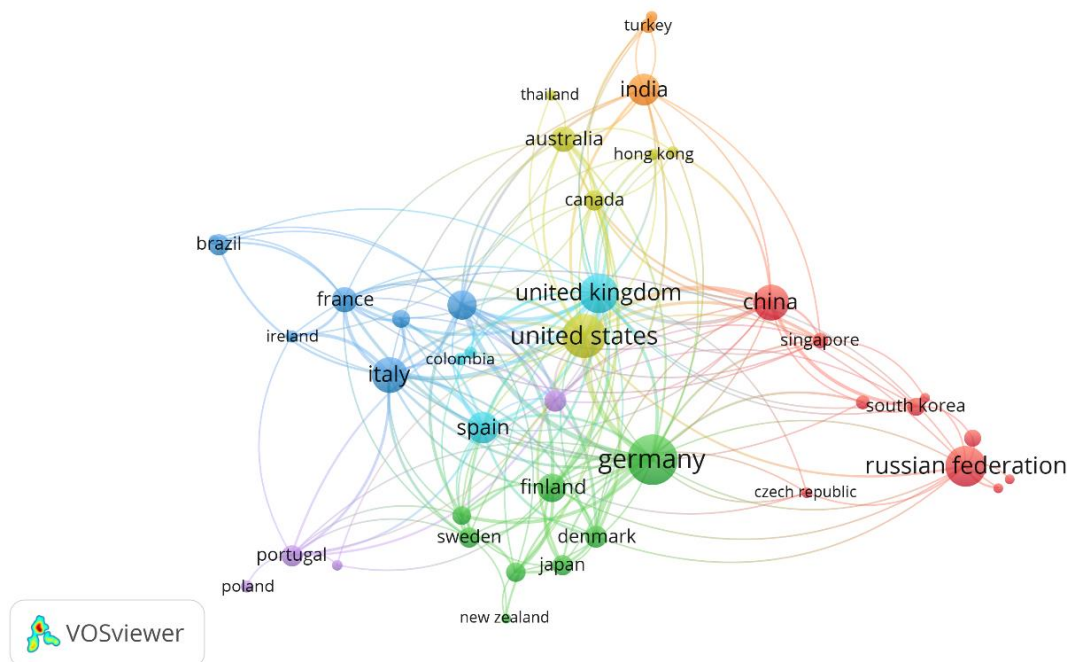 turkey
india
thailand
australia
hong kong
canada
brazil
united kingdom
france
china
united states
ireland
singapore
colombia
italy
south korea
spain
germany
russian federation
finland
czech republic
sweden
denmark
portugal
japan
poland
new zealand
VOSviewer